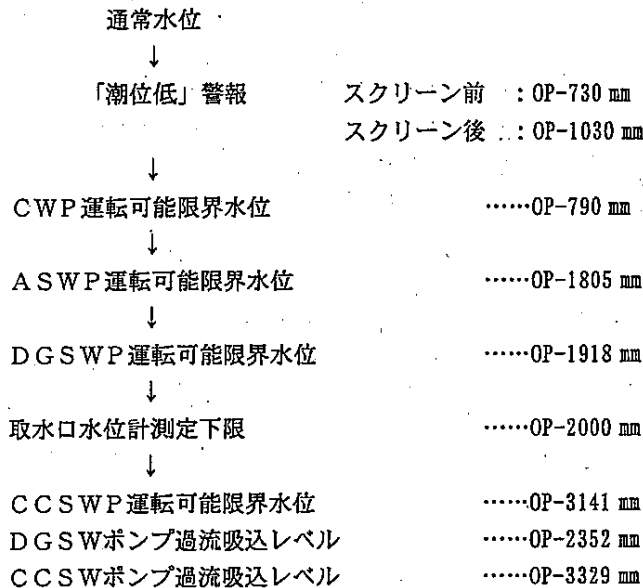 通常水位
↓
「潮位低」警報 スクリーン前 :OP-730 mm
スクリーン後 :OP-1030 mm
↓
CWP運転可能限界水位 ……OP-790 mm
↓
ASWP運転可能限界水位 ……OP-1805 mm
↓
DGSWP運転可能限界水位 ……OP-1918 mm
↓
取水口水位計測定下限 ……OP-2000 mm
↓
CCSWP運転可能限界水位 ……OP-3141 mm
DGSWポンプ過流吸込レベル ……OP-2352 mm
CCSWポンプ過流吸込レベル ……OP-3329 mm